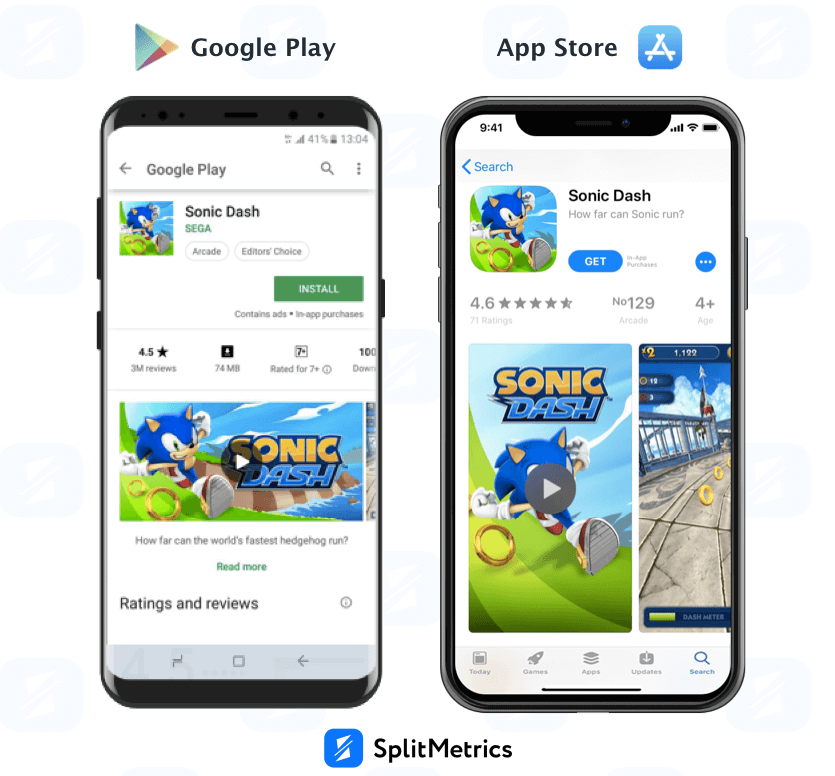 Google Play
App Store
41% 13:04
Google Play
Sonic Dash
SEGA
Arcade
Editors' Choice
INSTALL
Contains ads • In-app purchases
4.5 ★
3M reviews
74 MB
7+
Rated for 7+
100
Down
SONIC
DASH
How far can the world's fastest hedgehog run?
Read more
Ratings and reviews
9:41
Search
Sonic Dash
How far can Sonic run?
GET
In-App
Purchases
4.6 ★★★★★
71 Ratings
No129
Arcade
4+
Age
SONIC
DASH
×2 1,122
12
3
DASH METER
Today
Games
Apps
Updates
Search
SplitMetrics